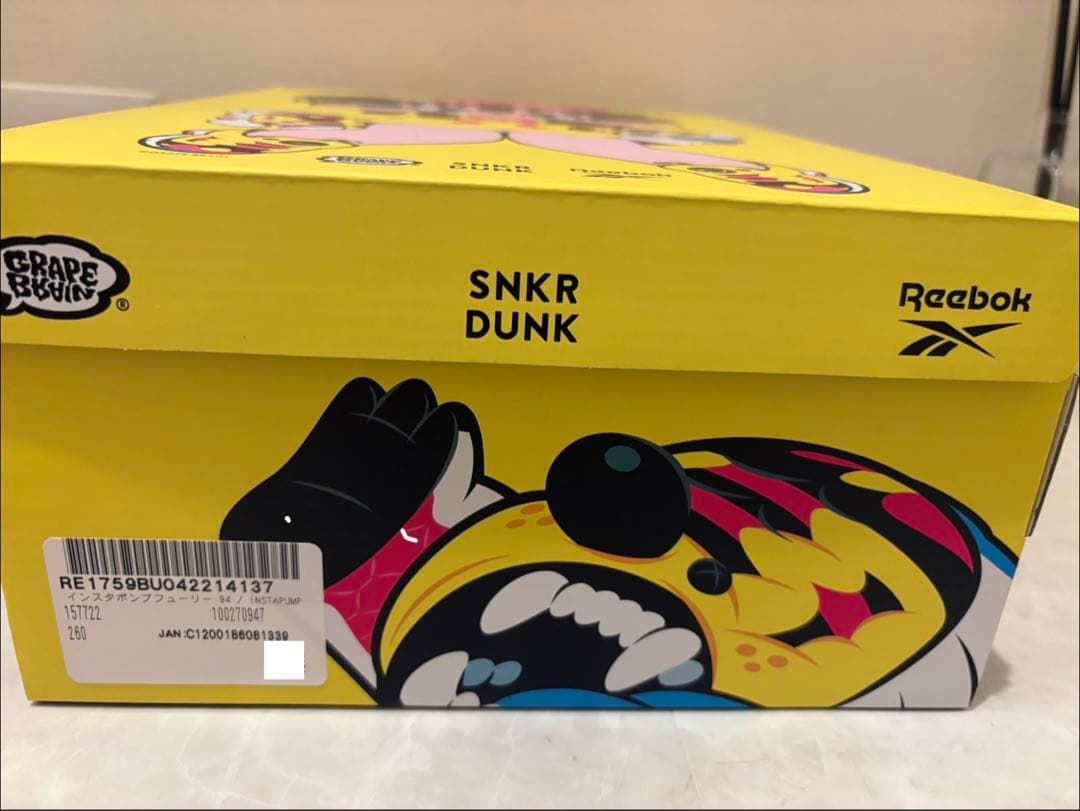 SNKR
DUNK
Reebok
GRAPE
BRAIN
®
SNKR
DUNK
Reebok
RE1759BU042214137
インスタポンプフューリー 94 / INSTAPUMP
157722 100270947
260 JAN:C1200186081339